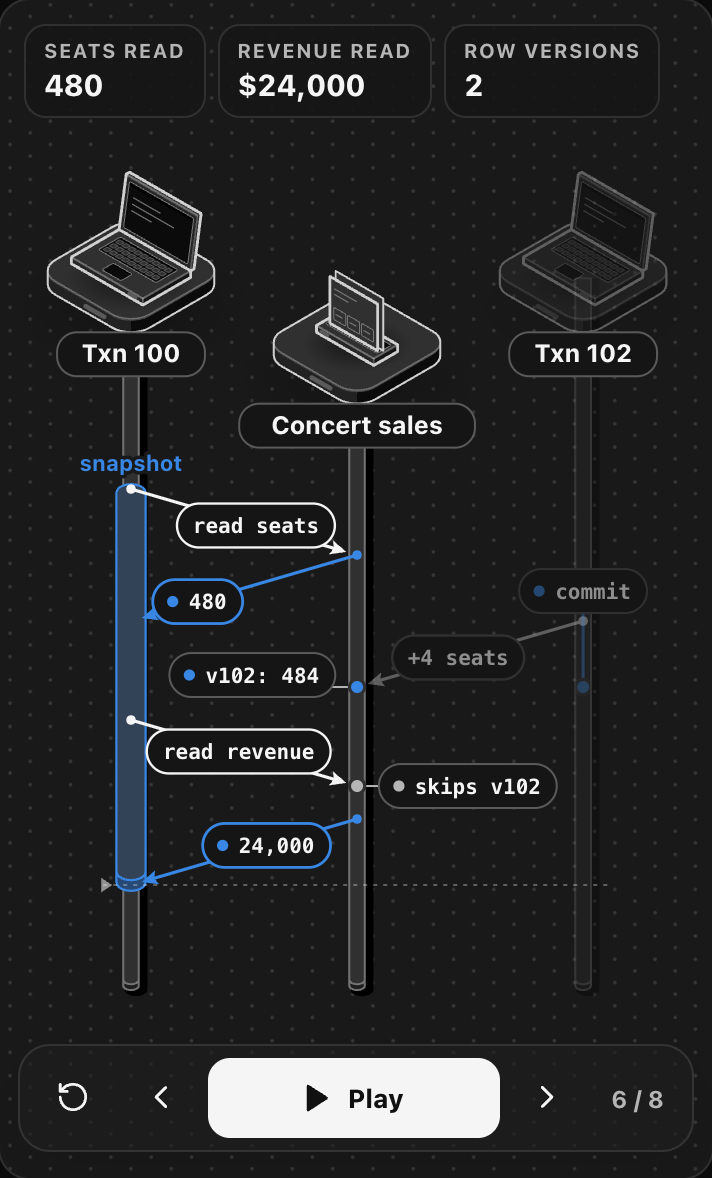 SEATS READ
480
REVENUE READ
$24,000
ROW VERSIONS
2
Txn 100
Concert sales
Txn 102
snapshot
read seats
480
commit
+4 seats
v102: 484
read revenue
skips v102
24,000
Play
6 / 8